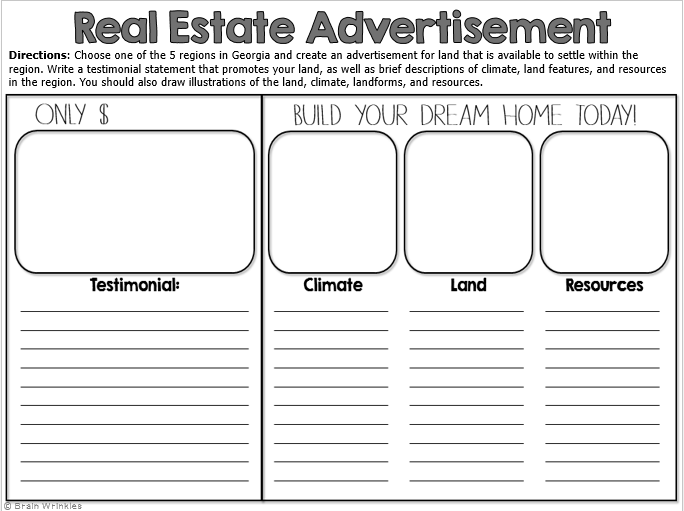 Real Estate Advertisement
Directions: Choose one of the 5 regions in Georgia and create an advertisement for land that is available to settle within the
region. Write a testimonial statement that promotes your land, as well as brief descriptions of climate, land features, and resources
in the region. You should also draw illustrations of the land, climate, landforms, and resources.
ONLY $
BUILD YOUR DREAM HOME TODAY!
Testimonial:
Climate
Land
Resources
© Brain Wrinkles